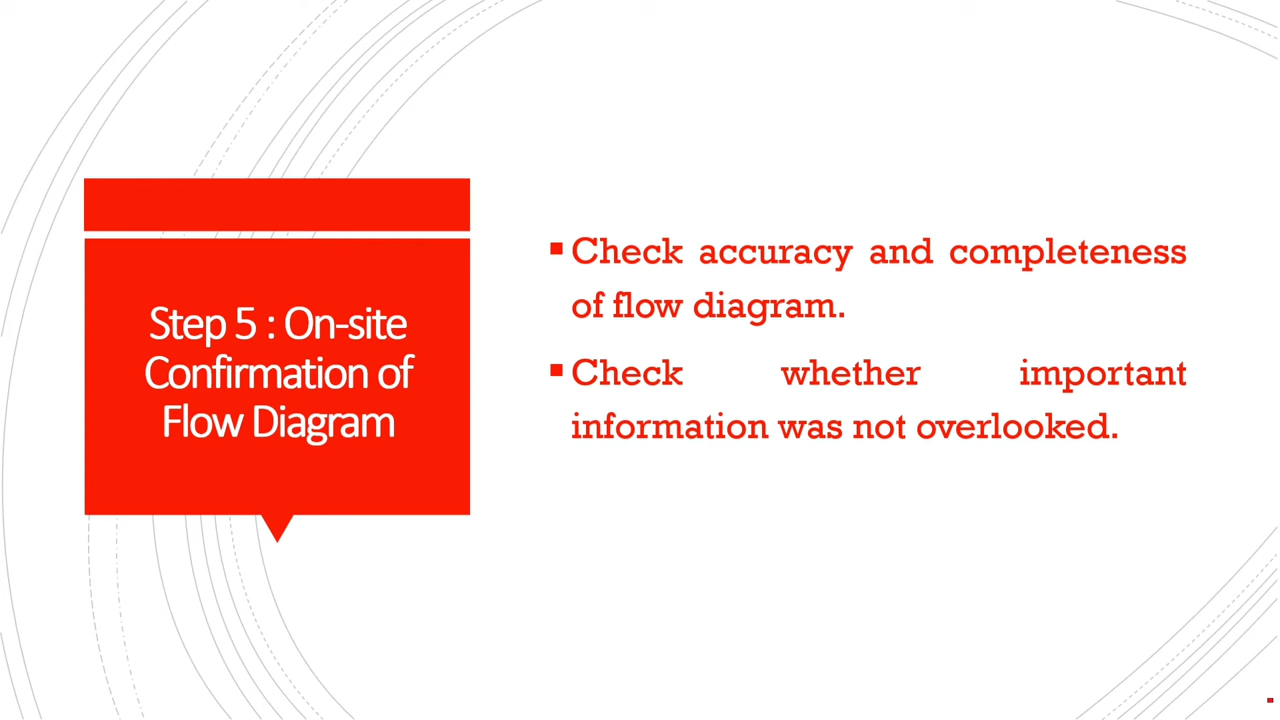 Step 5 : On-site
Confirmation of
Flow Diagram
▪ Check accuracy and completeness
of flow diagram.
▪ Check whether important
information was not overlooked.